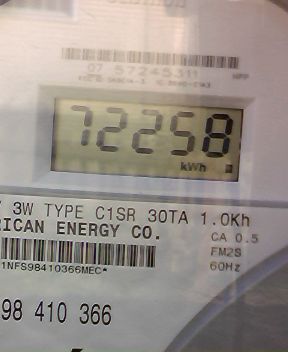 07 57245311
72258
kWh
3W TYPE C1SR 30TA 1.0Kh
RICAN ENERGY CO.
CA 0.5
FM2S
1NFS98410366MEC*
60Hz
98 410 366